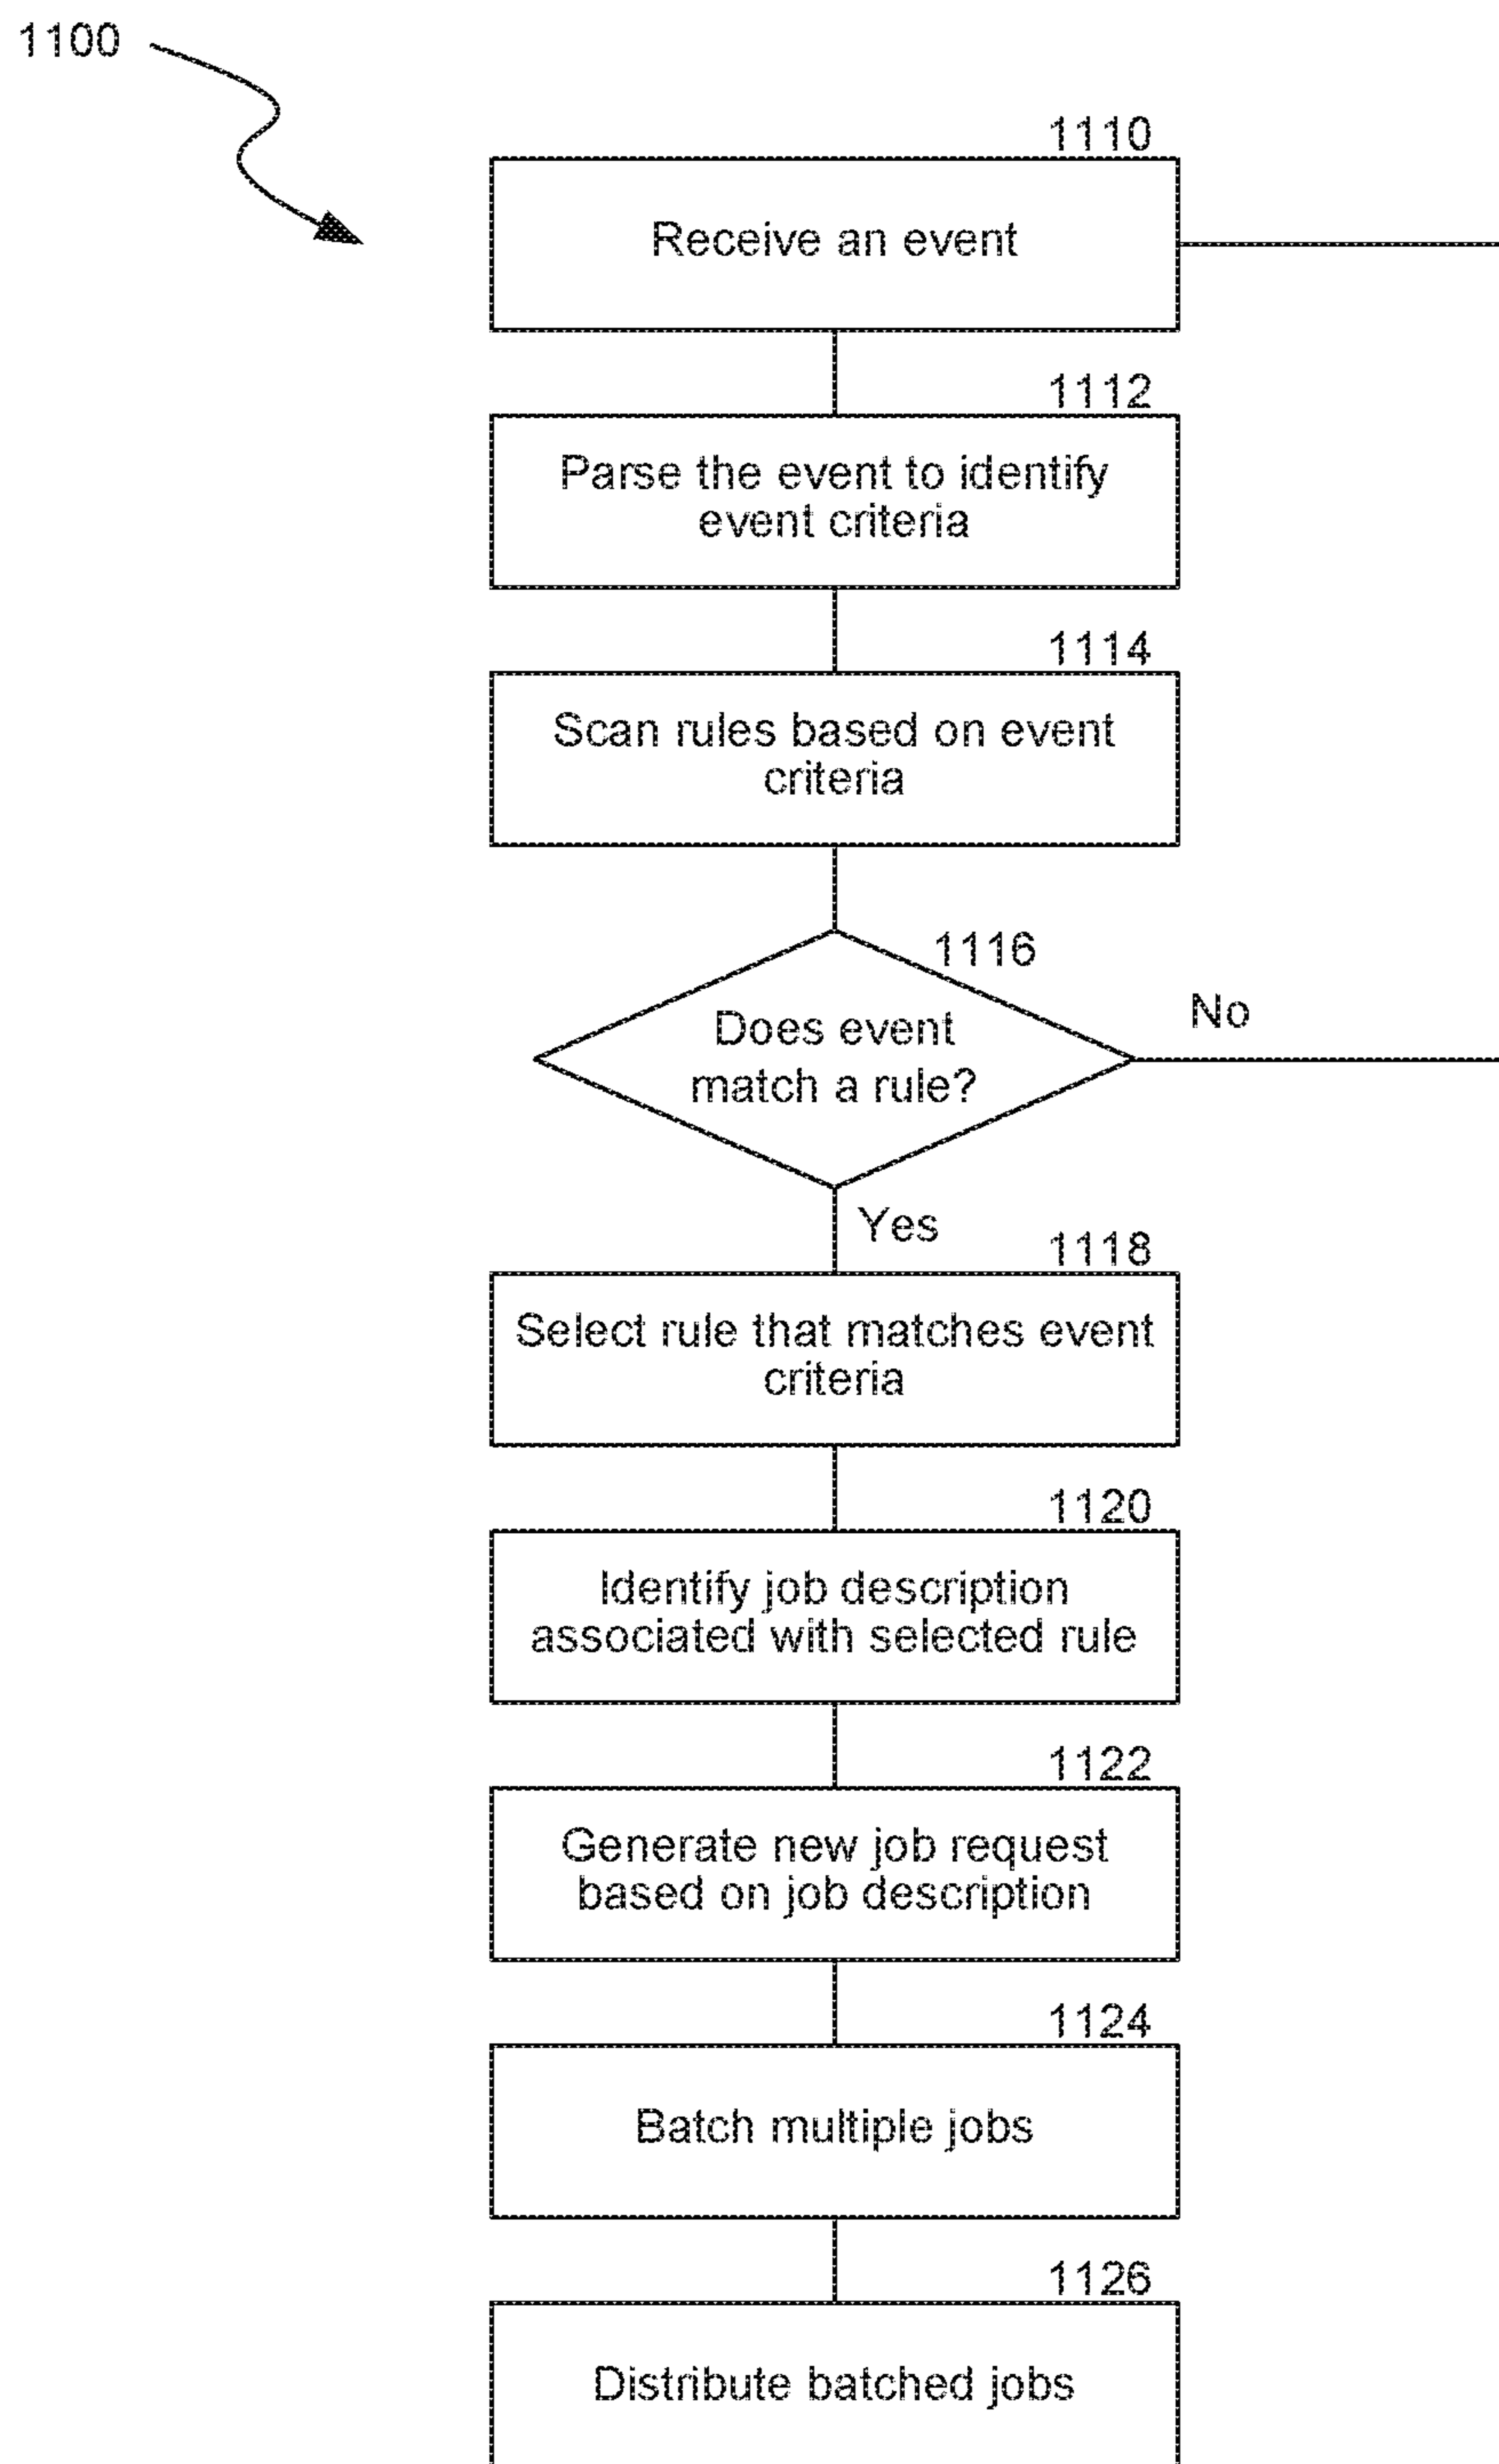 1100
1110
Receive an event
1112
Parse the event to identify
event criteria
1114
Scan rules based on event
criteria
1116
Does event
match a rule?
No
Yes
1118
Select rule that matches event
criteria
1120
Identify job description
associated with selected rule
1122
Generate new job request
based on job description
1124
Batch multiple jobs
1126
Distribute batched jobs